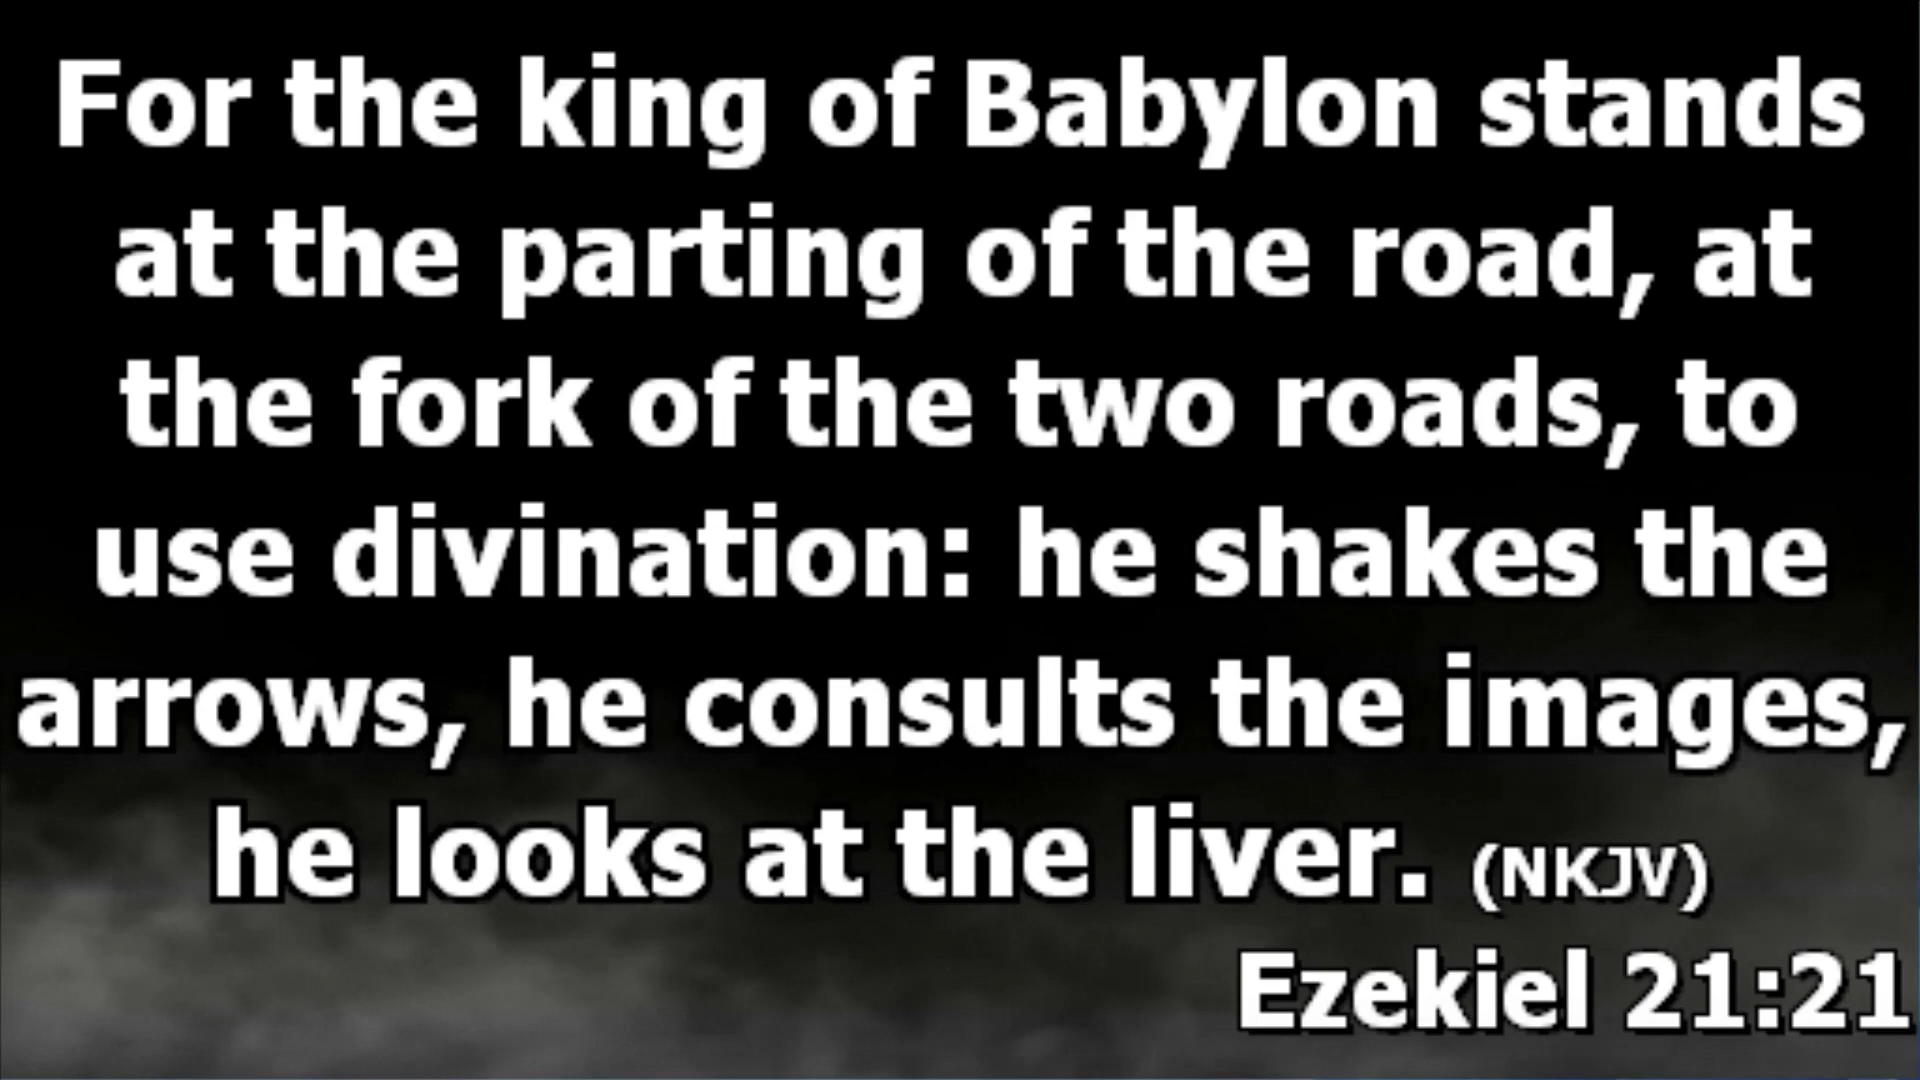 For the king of Babylon stands
at the parting of the road, at
the fork of the two roads, to
use divination: he shakes the
arrows, he consults the images,
he looks at the liver. (NKJV)
Ezekiel 21:21